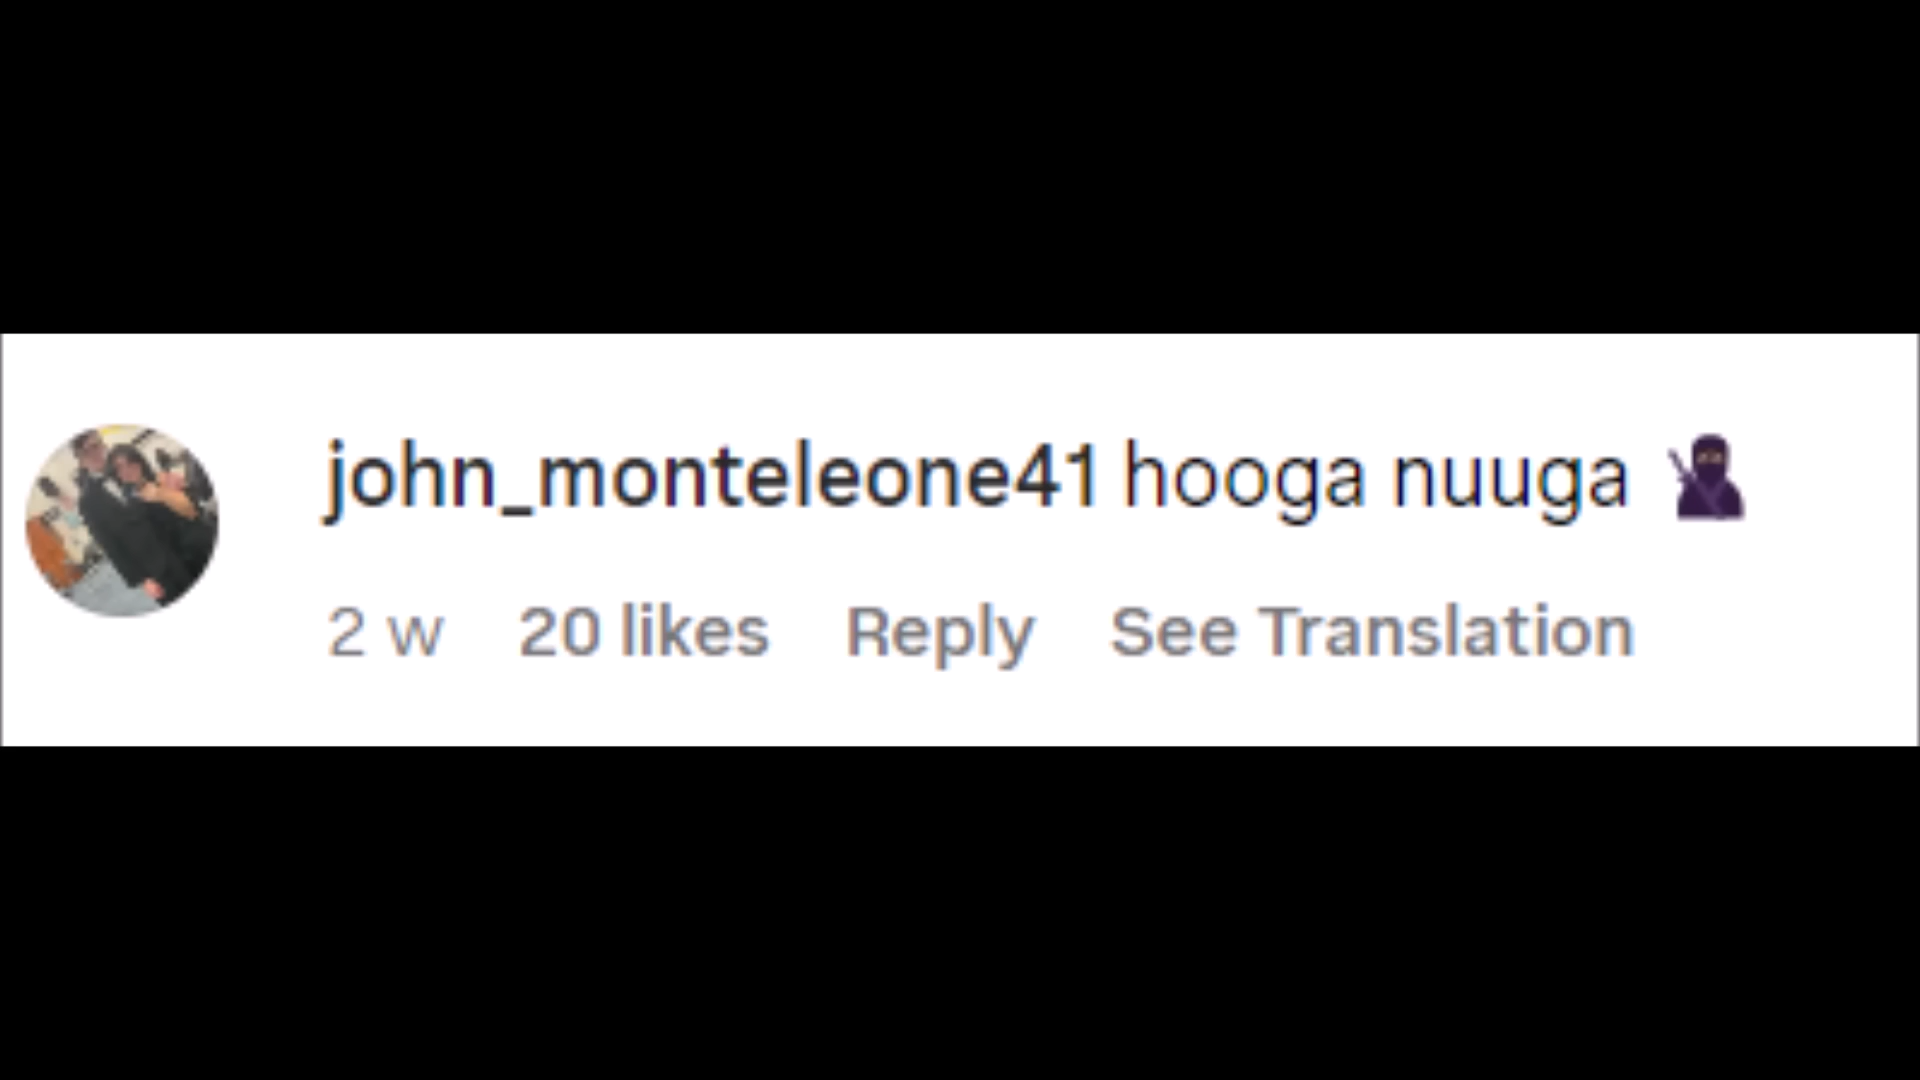 john_monteleone41 hooga nuuga 🥷
2 w 20 likes Reply See Translation